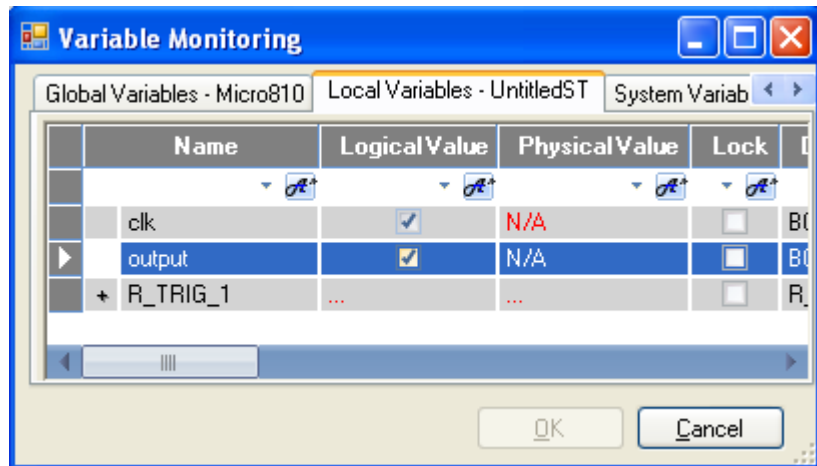 Variable Monitoring
Global Variables - Micro810 Local Variables - UntitledST System Variab
Name Logical Value Physical Value Lock
clk N/A
output N/A
+ R_TRIG_1 ... ...
OK Cancel